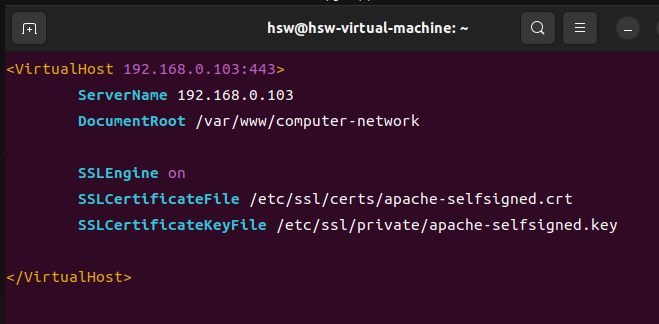 hsw@hsw-virtual-machine: ~
<VirtualHost 192.168.0.103:443>
ServerName 192.168.0.103
DocumentRoot /var/www/computer-network
SSLEngine on
SSLCertificateFile /etc/ssl/certs/apache-selfsigned.crt
SSLCertificateKeyFile /etc/ssl/private/apache-selfsigned.key
</VirtualHost>